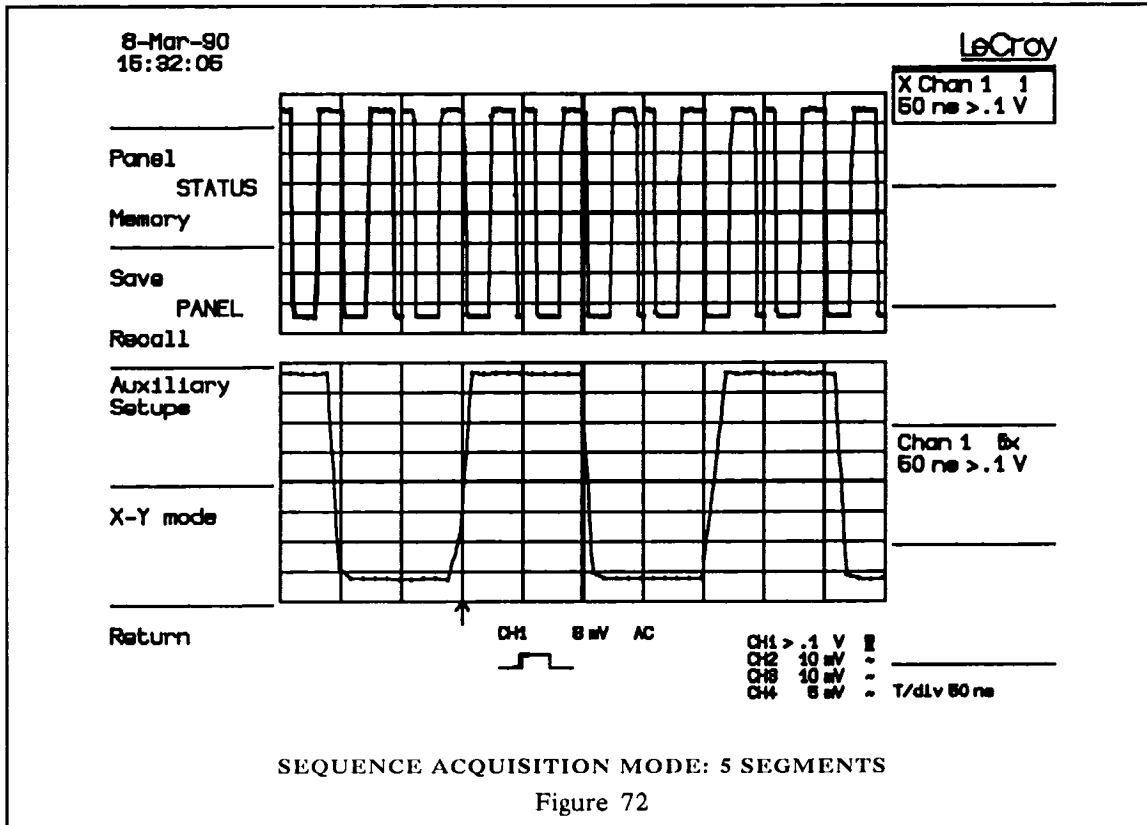 8-Mar-90
15:32:05
LeCroy
X Chan 1 1
50 ns >.1 V
Panel
STATUS
Memory
Save
PANEL
Recall
Auxiliary
Setups
X-Y mode
Return
Chan 1 5x
50 ns >.1 V
CH1 8 mV AC
CH1 >.1 V
CH2 10 mV ~
CH3 10 mV ~
CH4 5 mV ~
T/div 50 ns
SEQUENCE ACQUISITION MODE: 5 SEGMENTS
Figure 72